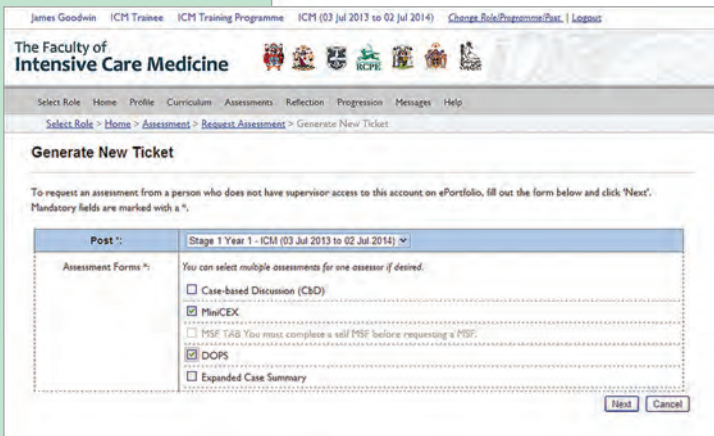 James Goodwin ICM Trainee ICM Training Programme ICM (03 Jul 2013 to 02 Jul 2014) Change Role/Programme/Post | Logout
The Faculty of
Intensive Care Medicine
RCPE
Select Role Home Profile Curriculum Assessments Reflection Progression Messages Help
Select Role > Home > Assessment > Request Assessment > Generate New Ticket
Generate New Ticket
To request an assessment from a person who does not have supervisor access to this account on ePortfolio, fill out the form below and click 'Next'.
Mandatory fields are marked with a *.
Post *: Stage 1 Year 1 - ICM (03 Jul 2013 to 02 Jul 2014)
Assessment Forms *: You can select multiple assessments for one assessor if desired.
Case-based Discussion (CbD)
MiniCEX
MSF TAB You must complete a self MSF before requesting a MSF.
DOPS
Expanded Case Summary
Next Cancel